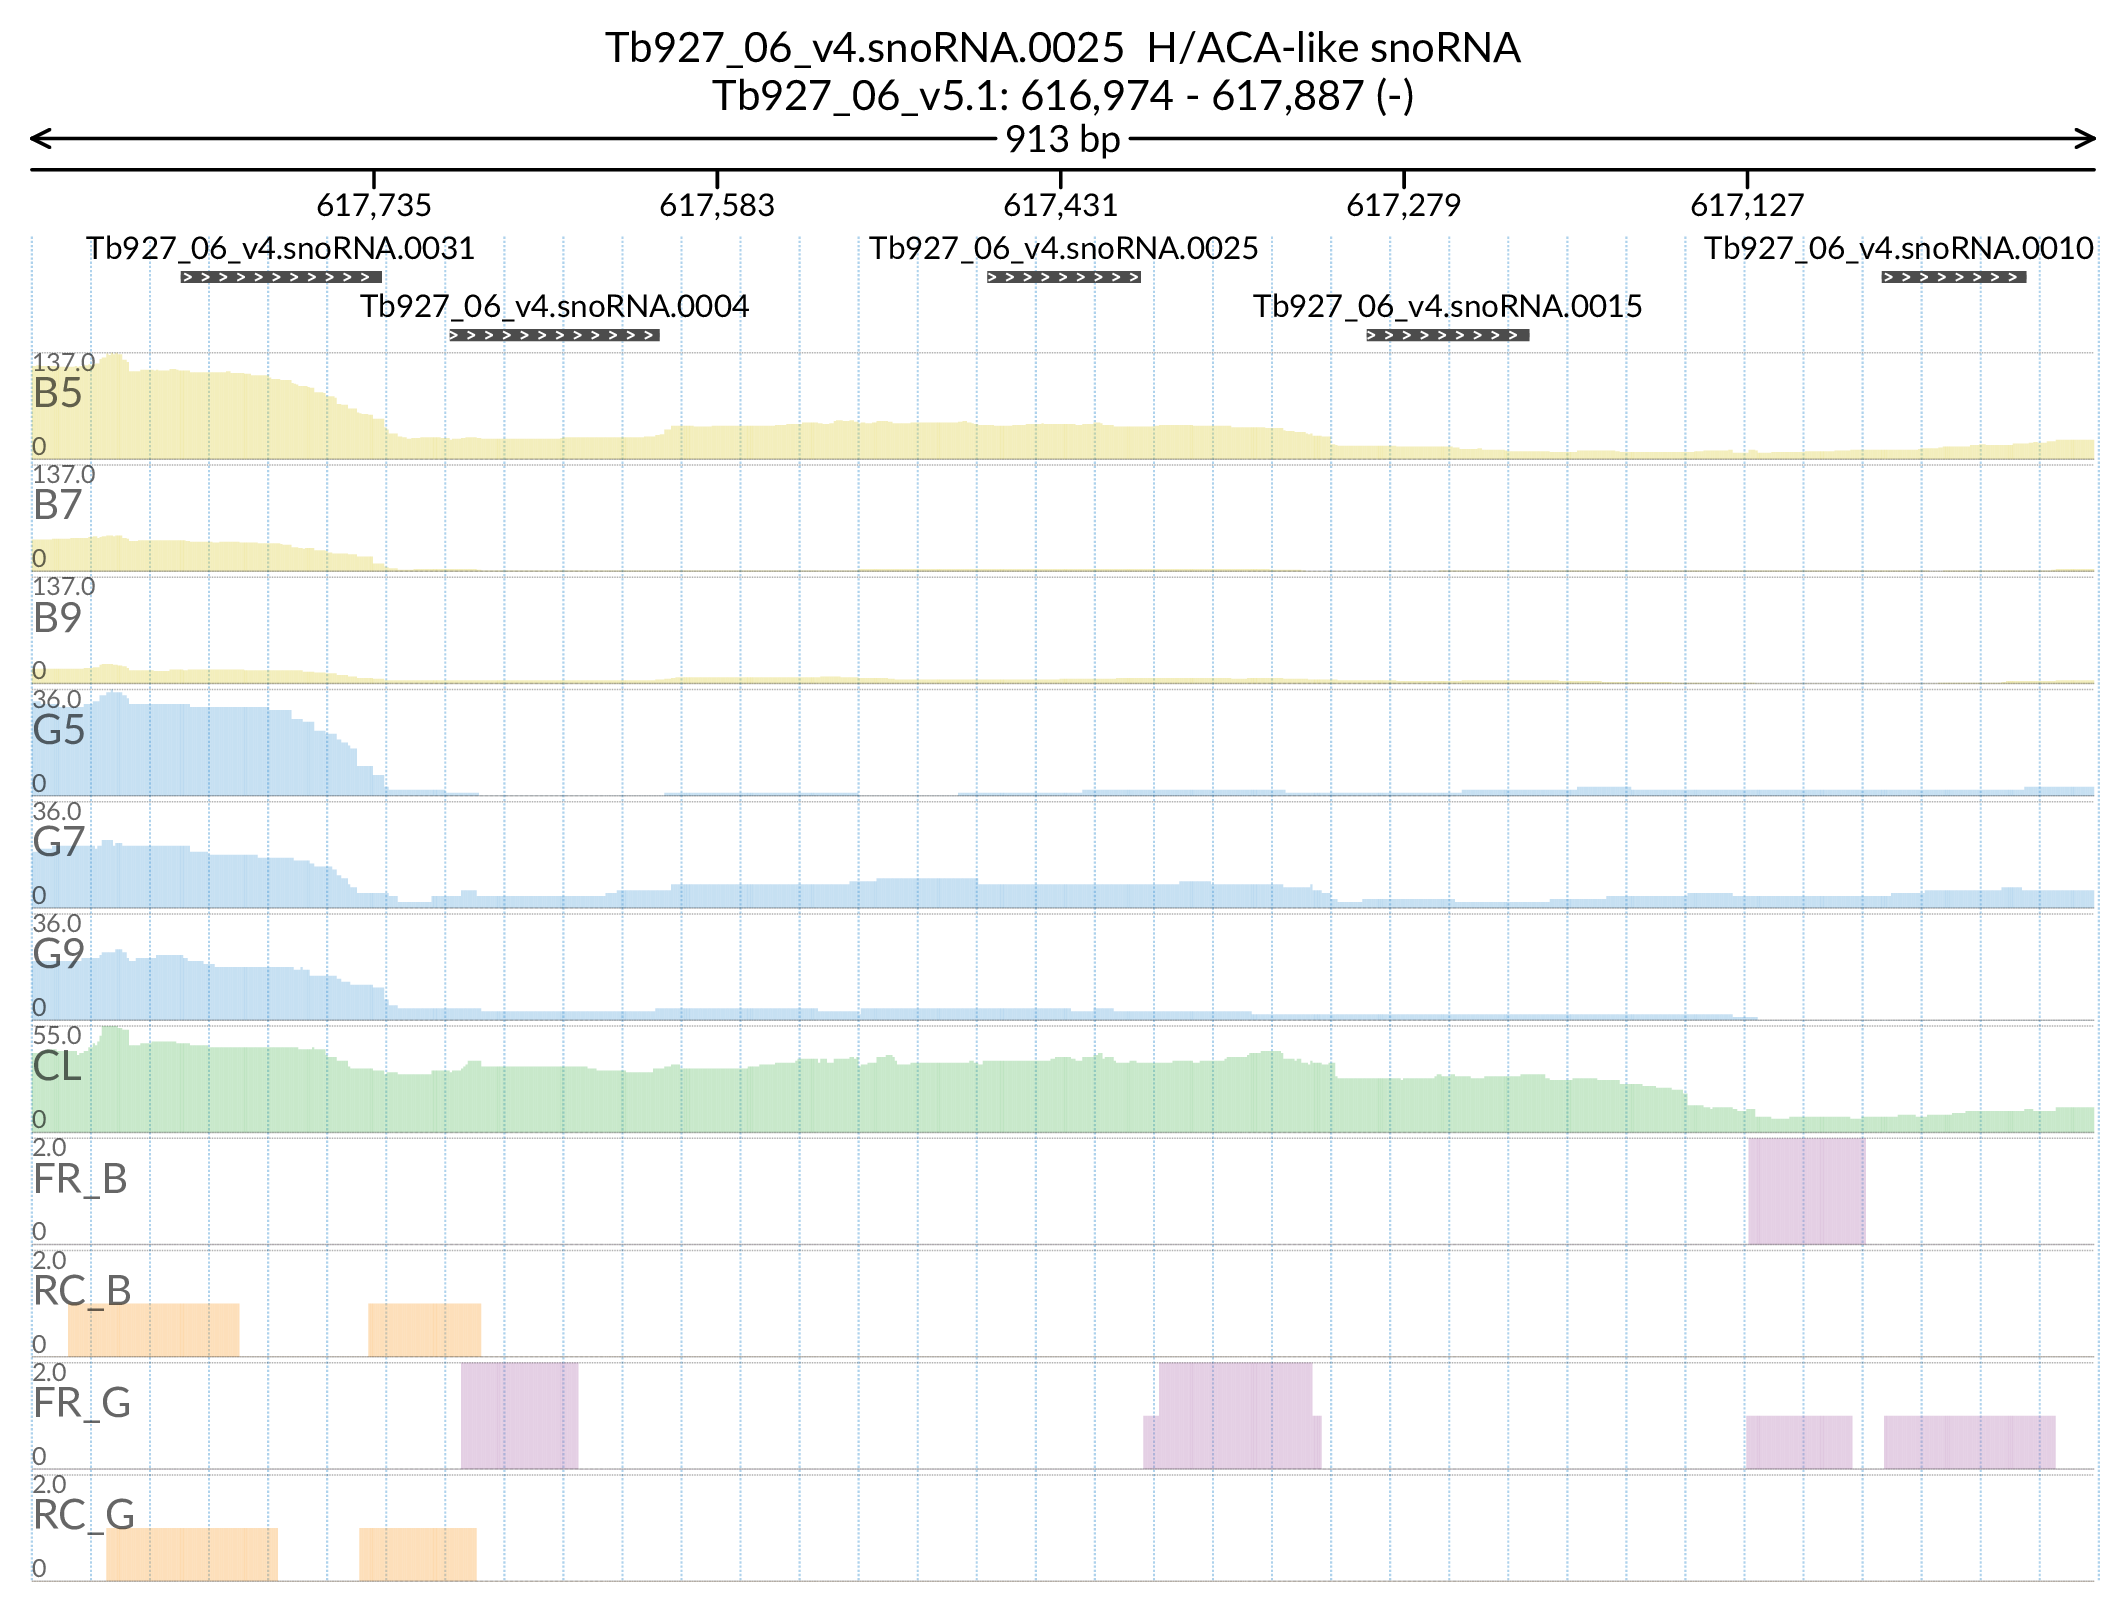 Tb927_06_v4.snoRNA.0025  H/ACA-like snoRNA
Tb927_06_v5.1: 616,974 - 617,887 (-)
913 bp
617,735 617,583 617,431 617,279 617,127
Tb927_06_v4.snoRNA.0031 Tb927_06_v4.snoRNA.0025 Tb927_06_v4.snoRNA.0010
Tb927_06_v4.snoRNA.0004 Tb927_06_v4.snoRNA.0015
137.0
B5
0
137.0
B7
0
137.0
B9
0
36.0
G5
0
36.0
G7
0
36.0
G9
0
55.0
CL
0
2.0
FR_B
0
2.0
RC_B
0
2.0
FR_G
0
2.0
RC_G
0